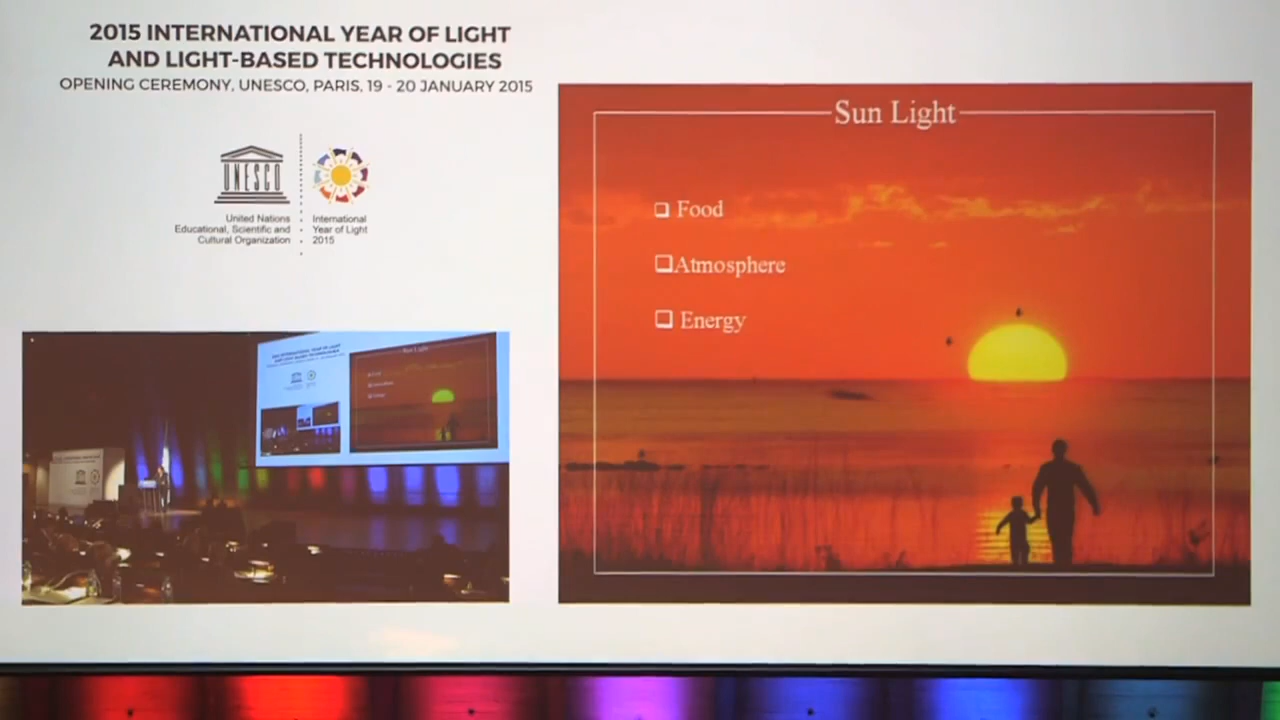 2015 INTERNATIONAL YEAR OF LIGHT
AND LIGHT-BASED TECHNOLOGIES
OPENING CEREMONY, UNESCO, PARIS, 19 - 20 JANUARY 2015
UNESCO
United Nations
Educational, Scientific and
Cultural Organization
International
Year of Light
2015
Sun Light
Food
Atmosphere
Energy